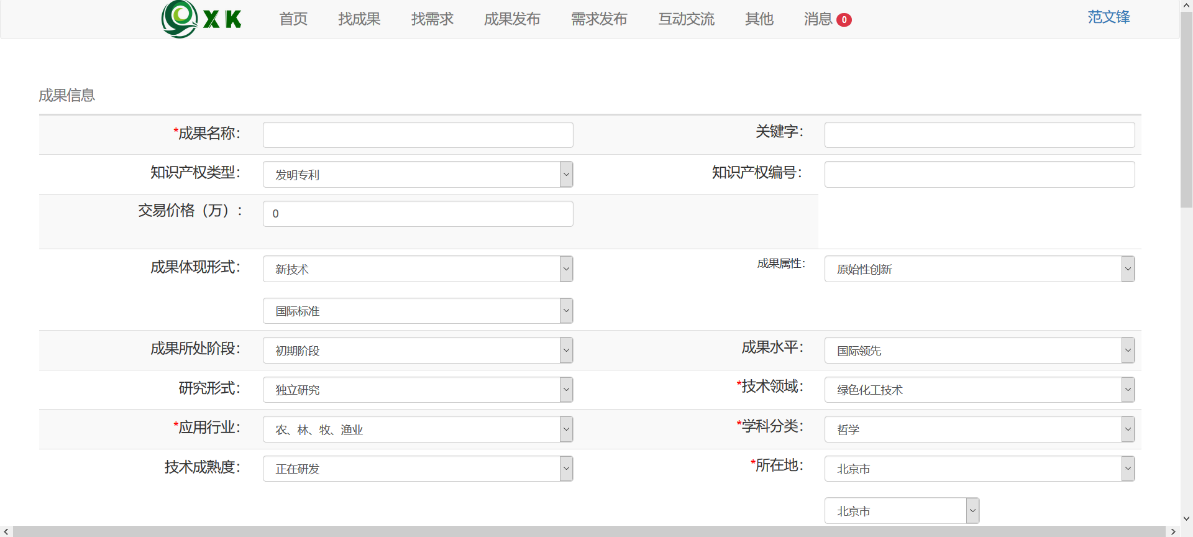 XK 首页 找成果 找需求 成果发布 需求发布 互动交流 其他 消息 0 范文锋
成果信息
*成果名称: 关键字:
知识产权类型: 发明专利 知识产权编号:
交易价格（万）: 0
成果体现形式: 新技术 成果属性: 原始性创新
国际标准
成果所处阶段: 初期阶段 成果水平: 国际领先
研究形式: 独立研究 *技术领域: 绿色化工技术
*应用行业: 农、林、牧、渔业 *学科分类: 哲学
技术成熟度: 正在研发 *所在地: 北京市
北京市